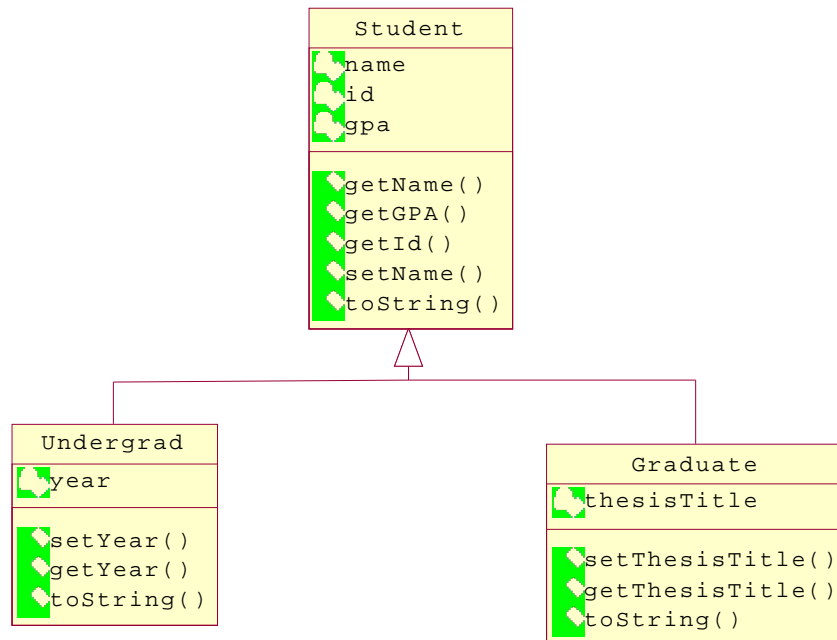 Student
name
id
gpa
getName()
getGPA()
getId()
setName()
toString()
Undergrad
year
setYear()
getYear()
toString()
Graduate
thesisTitle
setThesisTitle()
getThesisTitle()
toString()